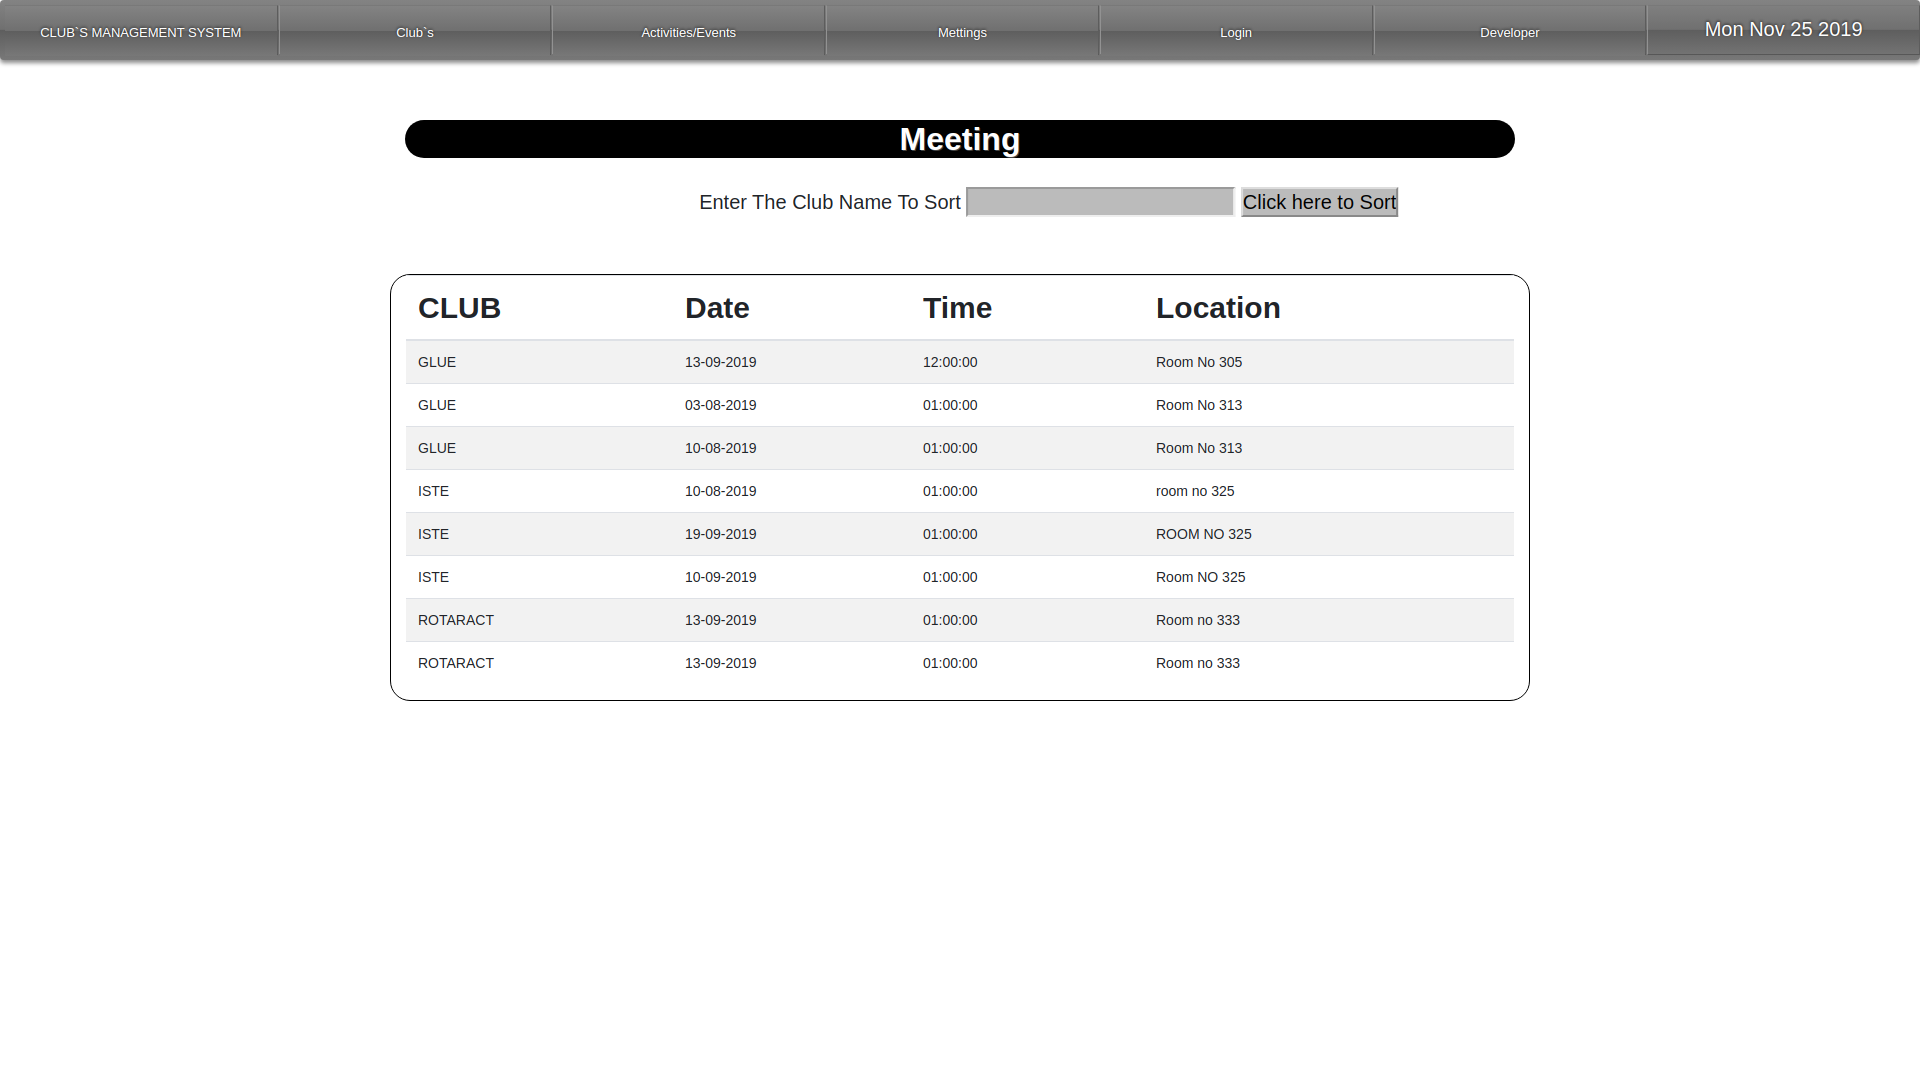 CLUB`S MANAGEMENT SYSTEM Club`s Activities/Events Mettings Login Developer Mon Nov 25 2019
Meeting
Enter The Club Name To Sort Click here to Sort
CLUB Date Time Location
GLUE 13-09-2019 12:00:00 Room No 305
GLUE 03-08-2019 01:00:00 Room No 313
GLUE 10-08-2019 01:00:00 Room No 313
ISTE 10-08-2019 01:00:00 room no 325
ISTE 19-09-2019 01:00:00 ROOM NO 325
ISTE 10-09-2019 01:00:00 Room NO 325
ROTARACT 13-09-2019 01:00:00 Room no 333
ROTARACT 13-09-2019 01:00:00 Room no 333